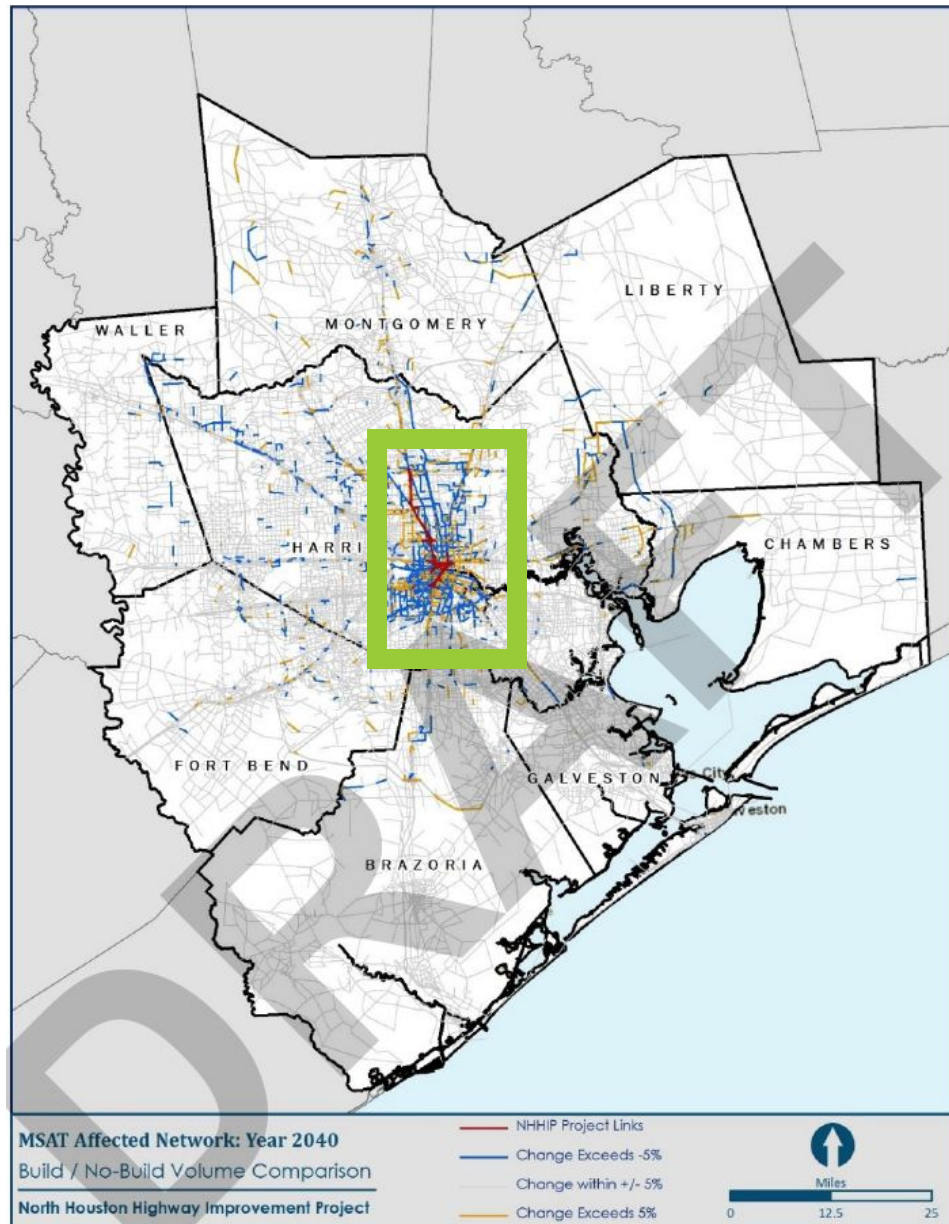 LIBERTY
WALLER
MONTGOMERY
HARRI
CHAMBERS
FORT BEND
GALVESTON
City
veston
BRAZORIA
DRAFT
MSAT Affected Network: Year 2040
Build / No-Build Volume Comparison
North Houston Highway Improvement Project
NHHIP Project Links
Change Exceeds -5%
Change within +/- 5%
Change Exceeds 5%
Miles
0 12.5 25